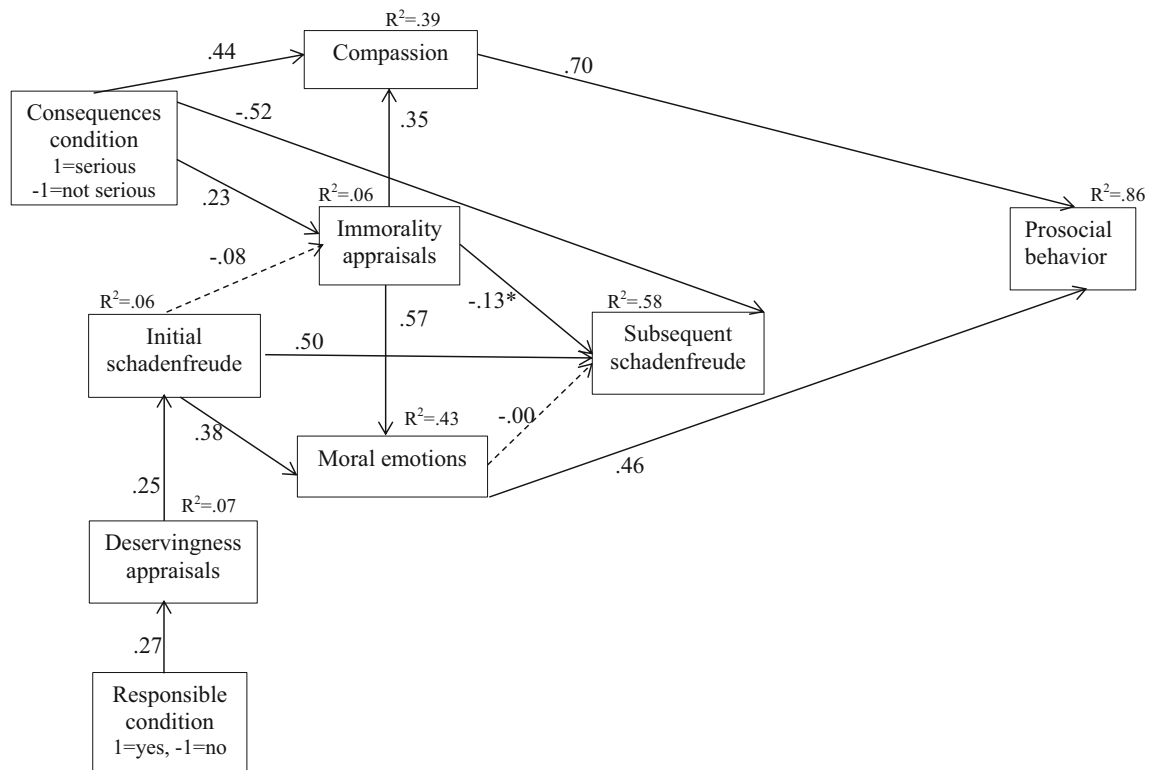 R²=.39
.44
Compassion
.70
Consequences
condition
1=serious
-1=not serious
-.52
.35
.23
R²=.06
R²=.86
Immorality
appraisals
Prosocial
behavior
-.08
-.13*
R²=.06
R²=.58
Initial
schadenfreude
.50
.57
Subsequent
schadenfreude
.38
R²=.43
-.00
Moral emotions
.46
.25
R²=.07
Deservingness
appraisals
.27
Responsible
condition
1=yes, -1=no